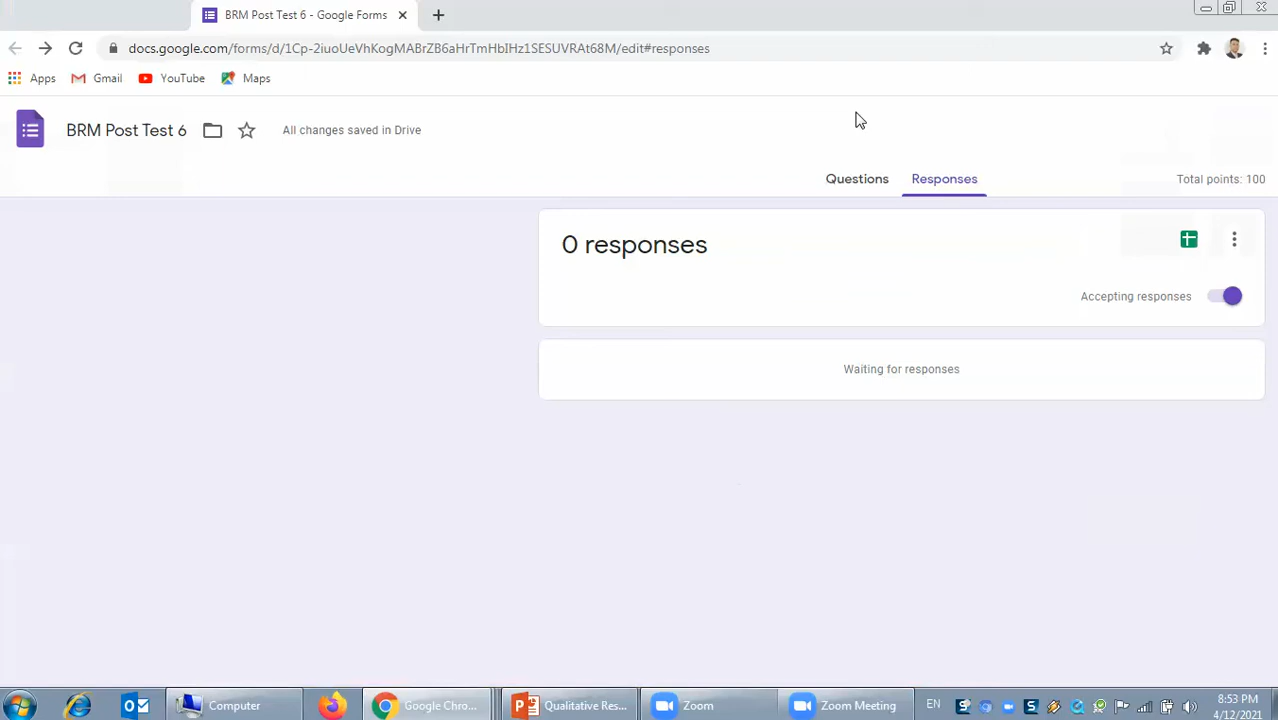 BRM Post Test 6 - Google Forms
docs.google.com/forms/d/1Cp-2iuoUeVhKogMABrZB6aHrTmHbIHz1SESUVRAt68M/edit#responses
Apps Gmail YouTube Maps
BRM Post Test 6 All changes saved in Drive
Questions Responses Total points: 100
0 responses
Accepting responses
Waiting for responses
Computer Google Chro... Qualitative Res... Zoom Zoom Meeting EN 8:53 PM
4/12/2021